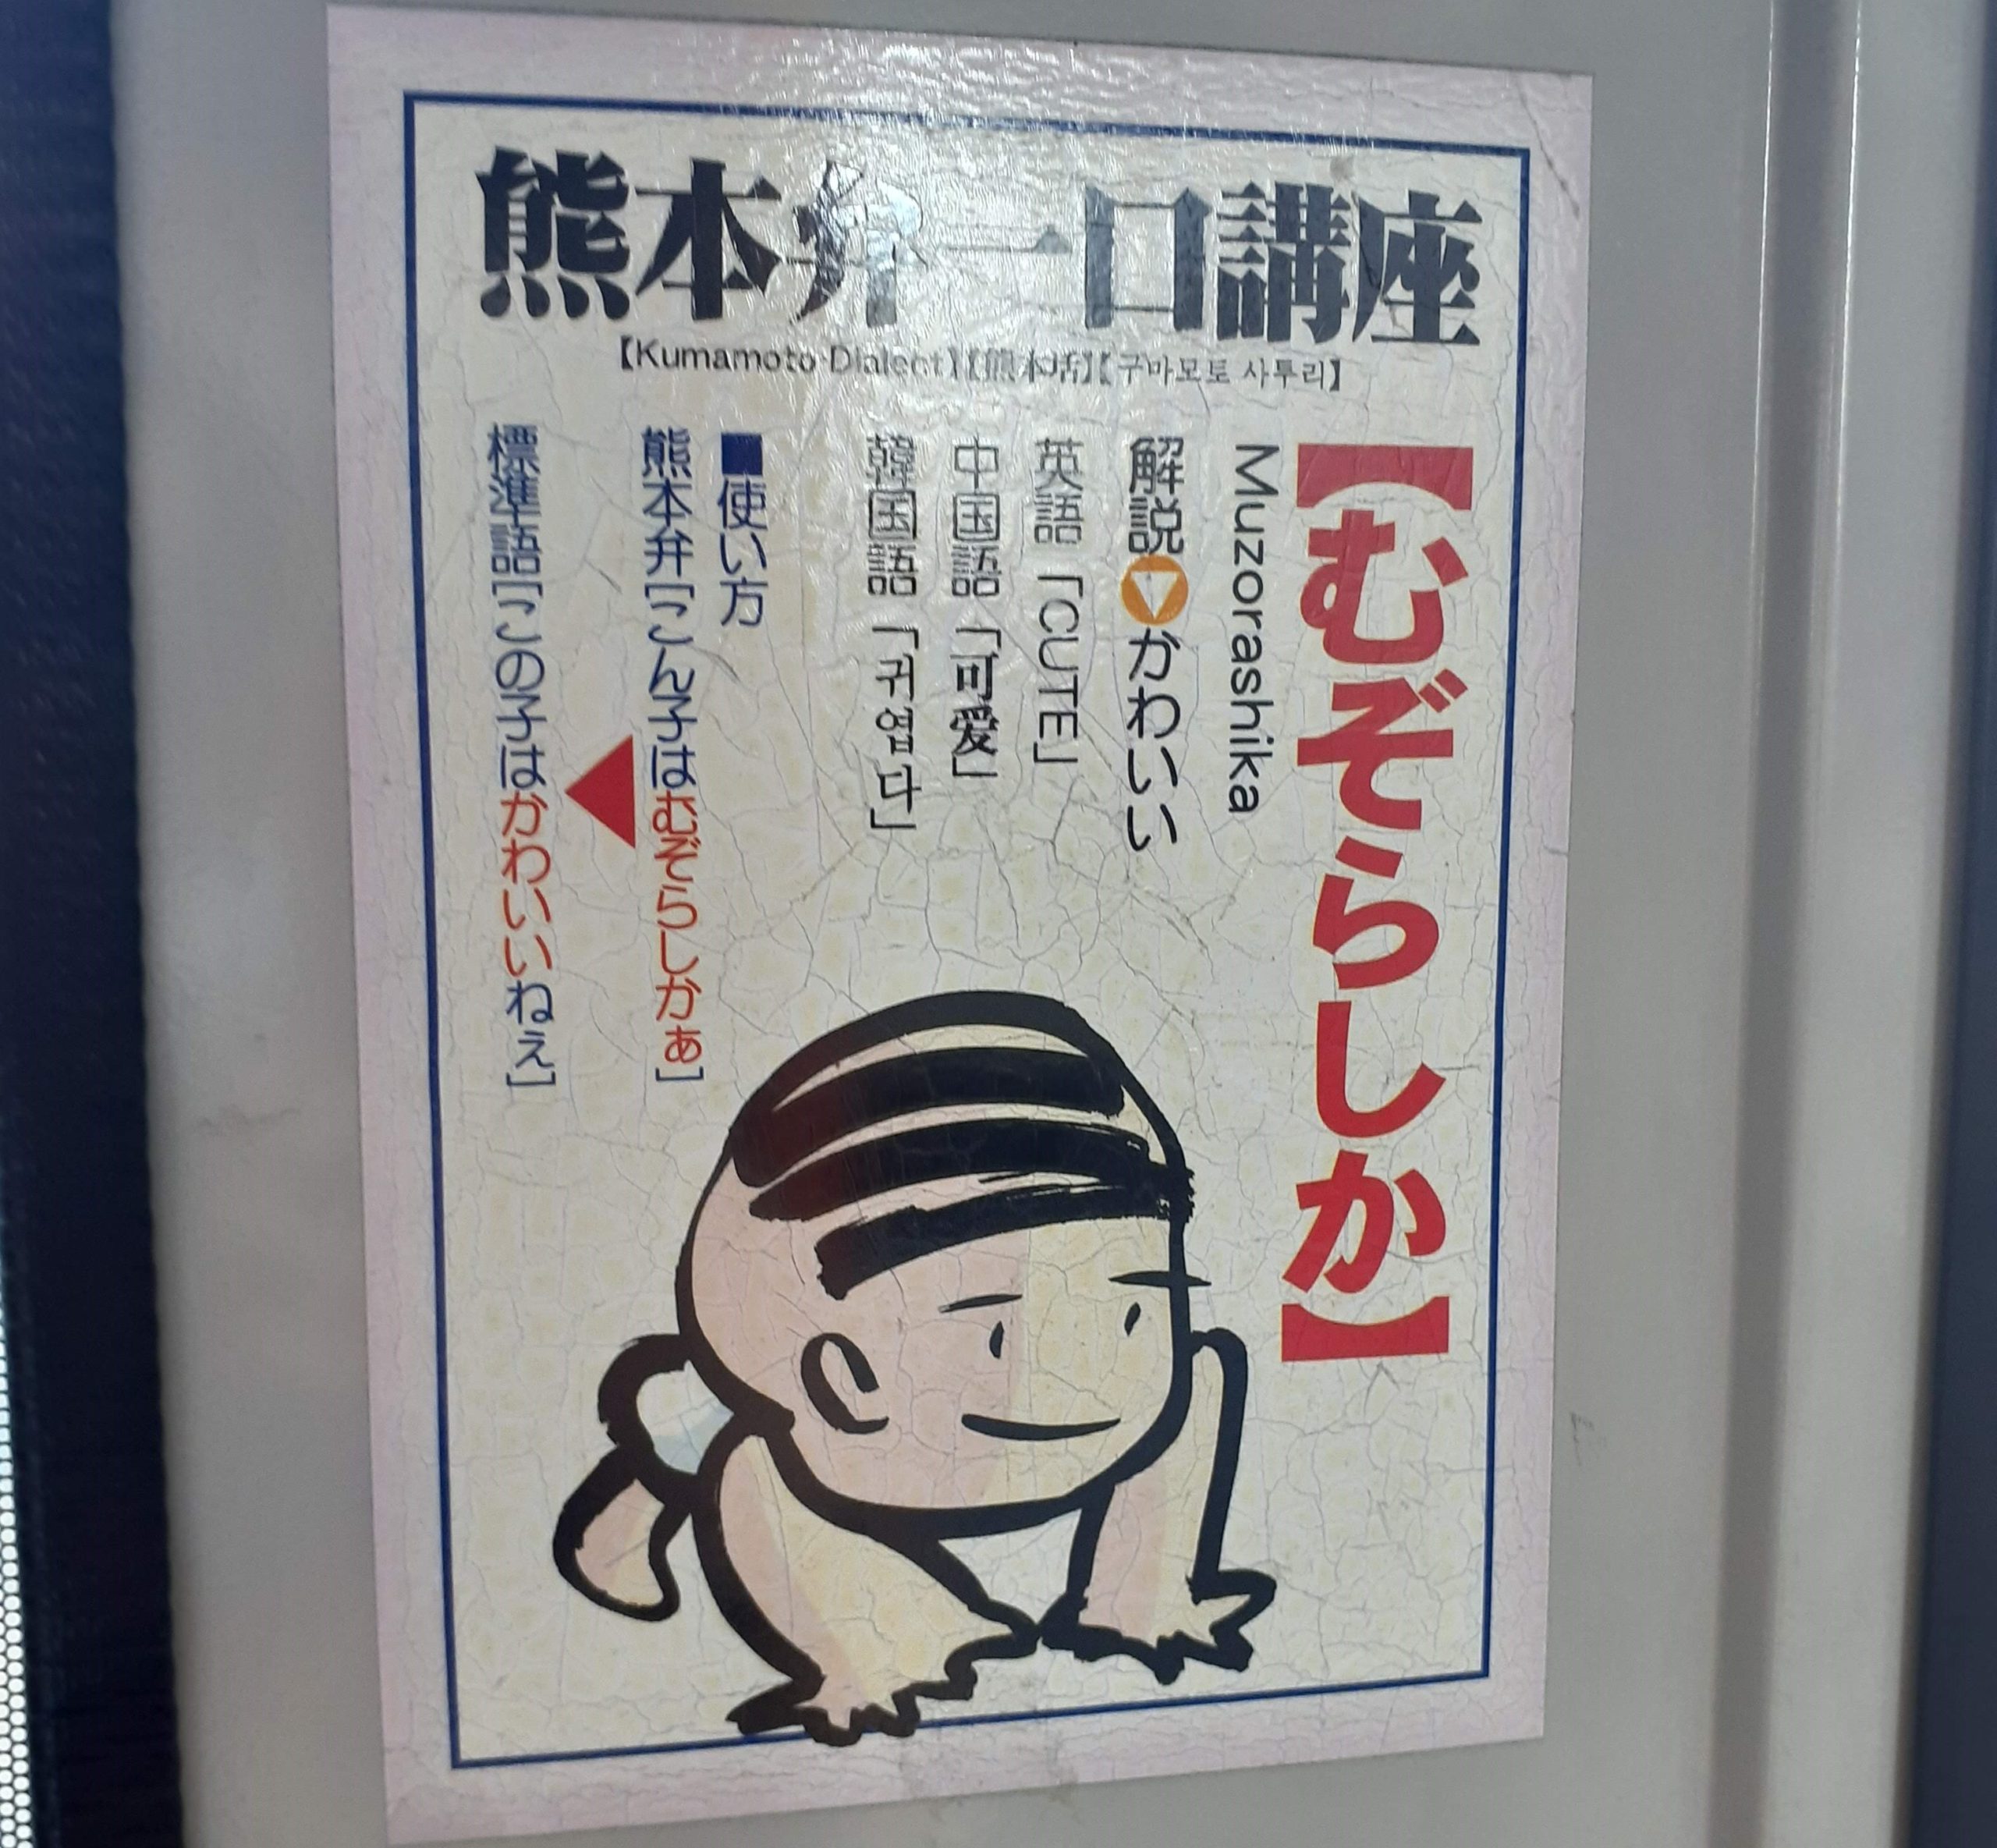 熊本弁一口講座
【Kumamoto Dialect】【熊本话】【구마모토 사투리】
【むぞらしか】
Muzorashika
解説▷かわいい
英語「CUTE」
中国語「可愛」
韓国語「귀엽다」
■使い方
熊本弁[こん子はむぞらしかぁ]
標準語[この子はかわいいねぇ]